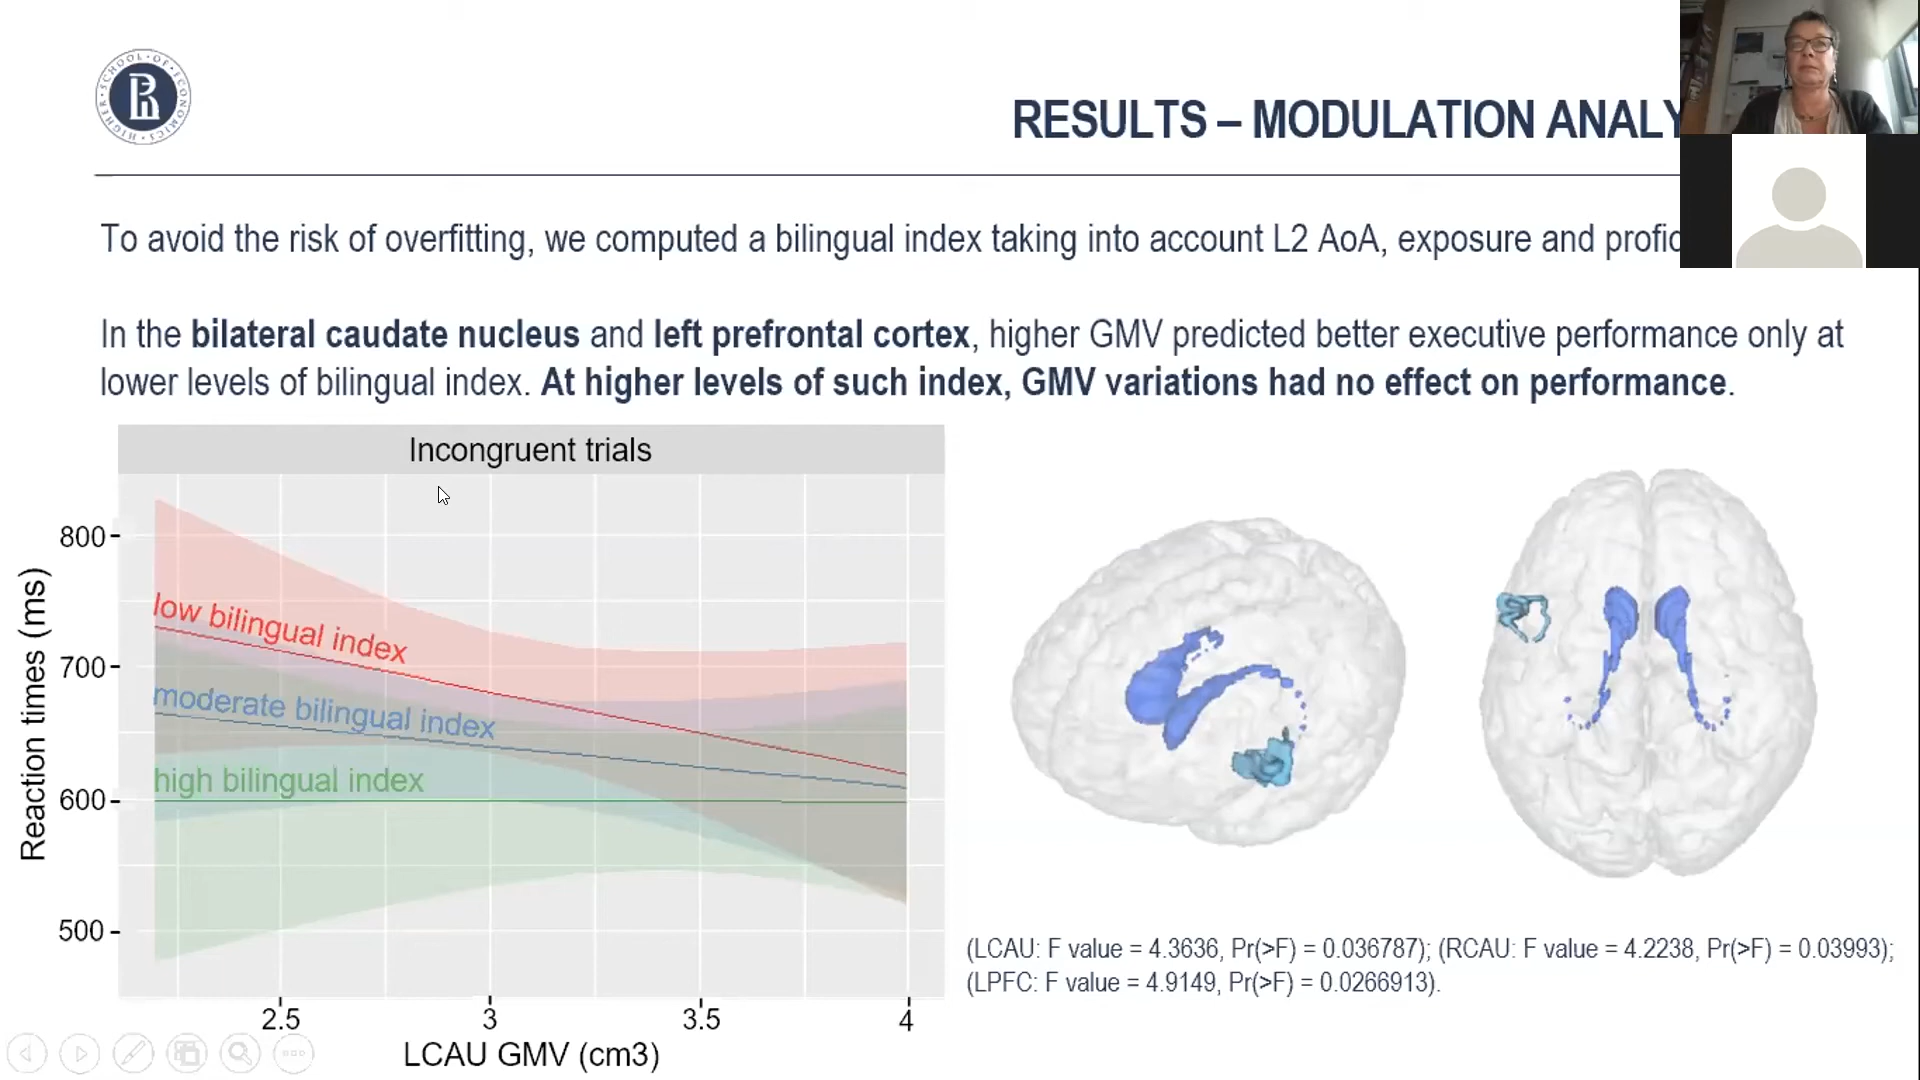 HIGHER · SCHOOL · OF · ECONOMICS
RESULTS – MODULATION ANALY
To avoid the risk of overfitting, we computed a bilingual index taking into account L2 AoA, exposure and profic
In the bilateral caudate nucleus and left prefrontal cortex, higher GMV predicted better executive performance only at
lower levels of bilingual index. At higher levels of such index, GMV variations had no effect on performance.
Incongruent trials
Reaction times (ms)
800
700
600
500
low bilingual index
moderate bilingual index
high bilingual index
2.5 3 3.5 4
LCAU GMV (cm3)
(LCAU: F value = 4.3636, Pr(>F) = 0.036787); (RCAU: F value = 4.2238, Pr(>F) = 0.03993);
(LPFC: F value = 4.9149, Pr(>F) = 0.0266913).